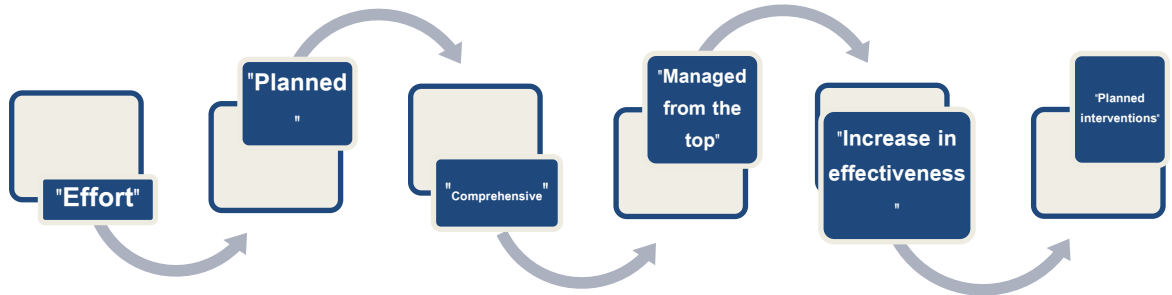 "Effort"
"Planned
"
"Comprehensive"
"Managed
from the
top"
"Increase in
effectiveness
"
"Planned
interventions"